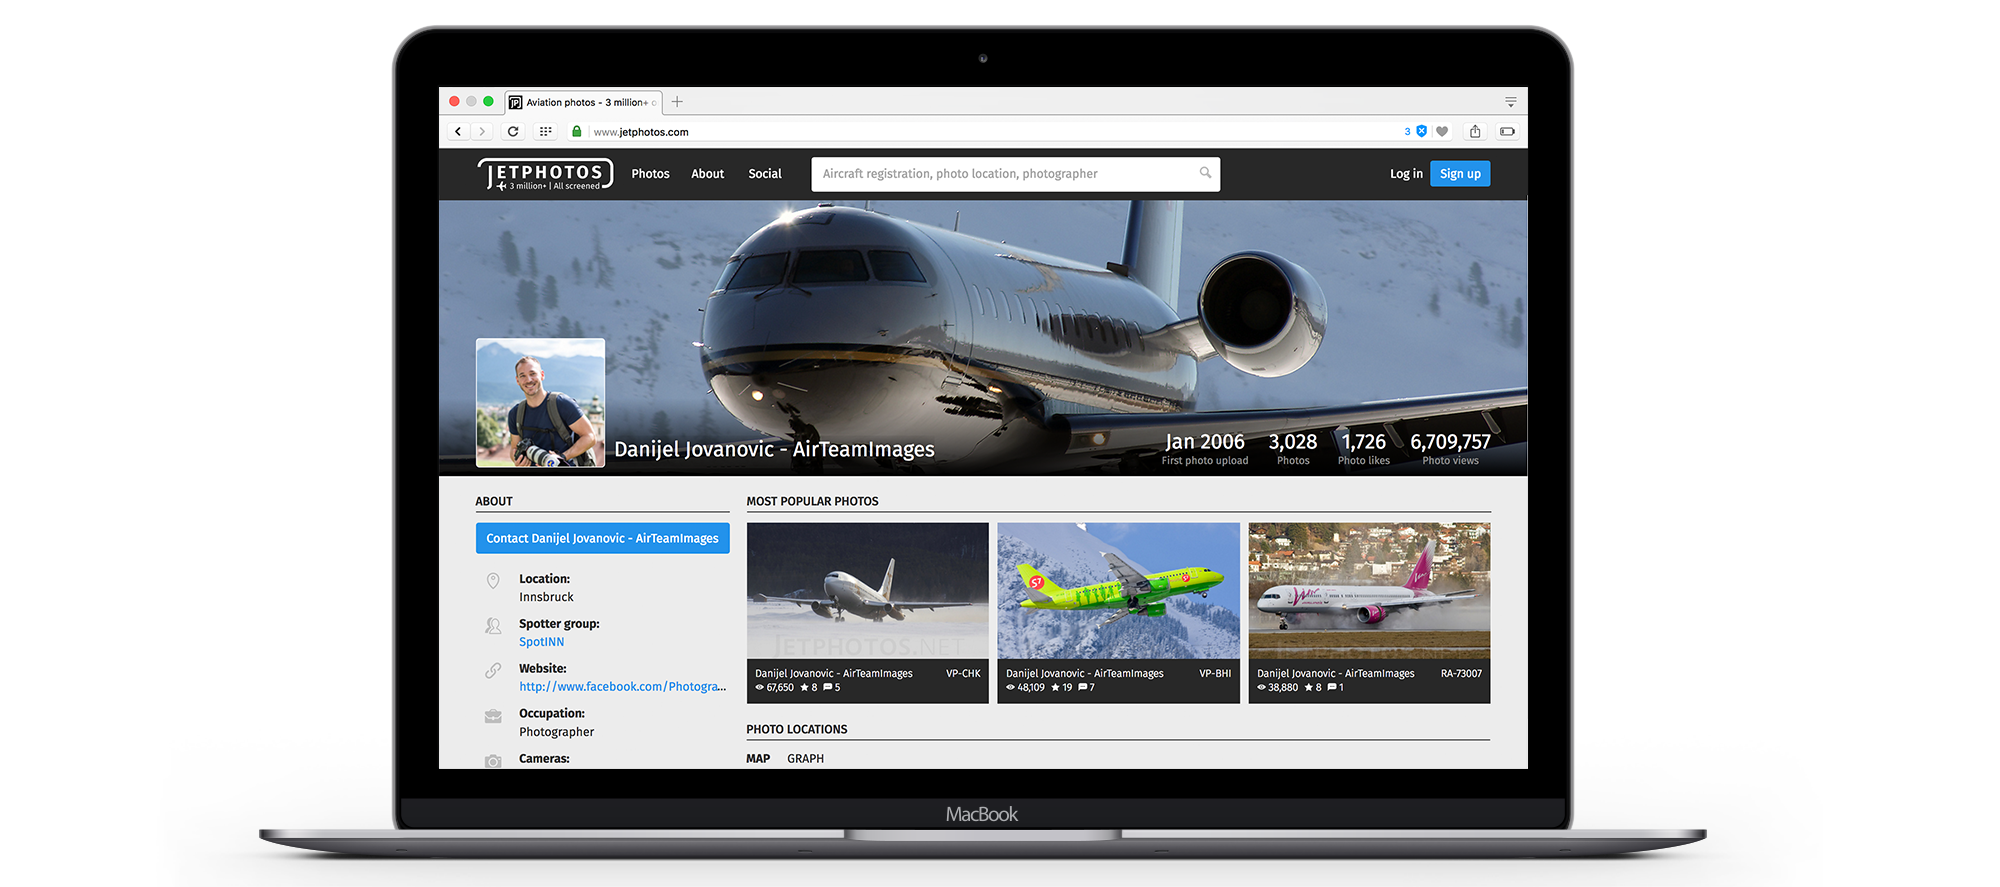 Aviation photos - 3 million+
www.jetphotos.com
3
JETPHOTOS
3 million+ | All screened
Photos
About
Social
Aircraft registration, photo location, photographer
Log in
Sign up
Danijel Jovanovic - AirTeamImages
Jan 2006
First photo upload
3,028
Photos
1,726
Photo likes
6,709,757
Photo views
ABOUT
Contact Danijel Jovanovic - AirTeamImages
Location:
Innsbruck
Spotter group:
SpotINN
Website:
http://www.facebook.com/Photogra...
Occupation:
Photographer
Cameras:
MOST POPULAR PHOTOS
JETPHOTOS.NET
Danijel Jovanovic - AirTeamImages VP-CHK
67,650 8 5
S7
Danijel Jovanovic - AirTeamImages VP-BHI
48,109 19 7
Danijel Jovanovic - AirTeamImages RA-73007
38,880 8 1
PHOTO LOCATIONS
MAP GRAPH
MacBook